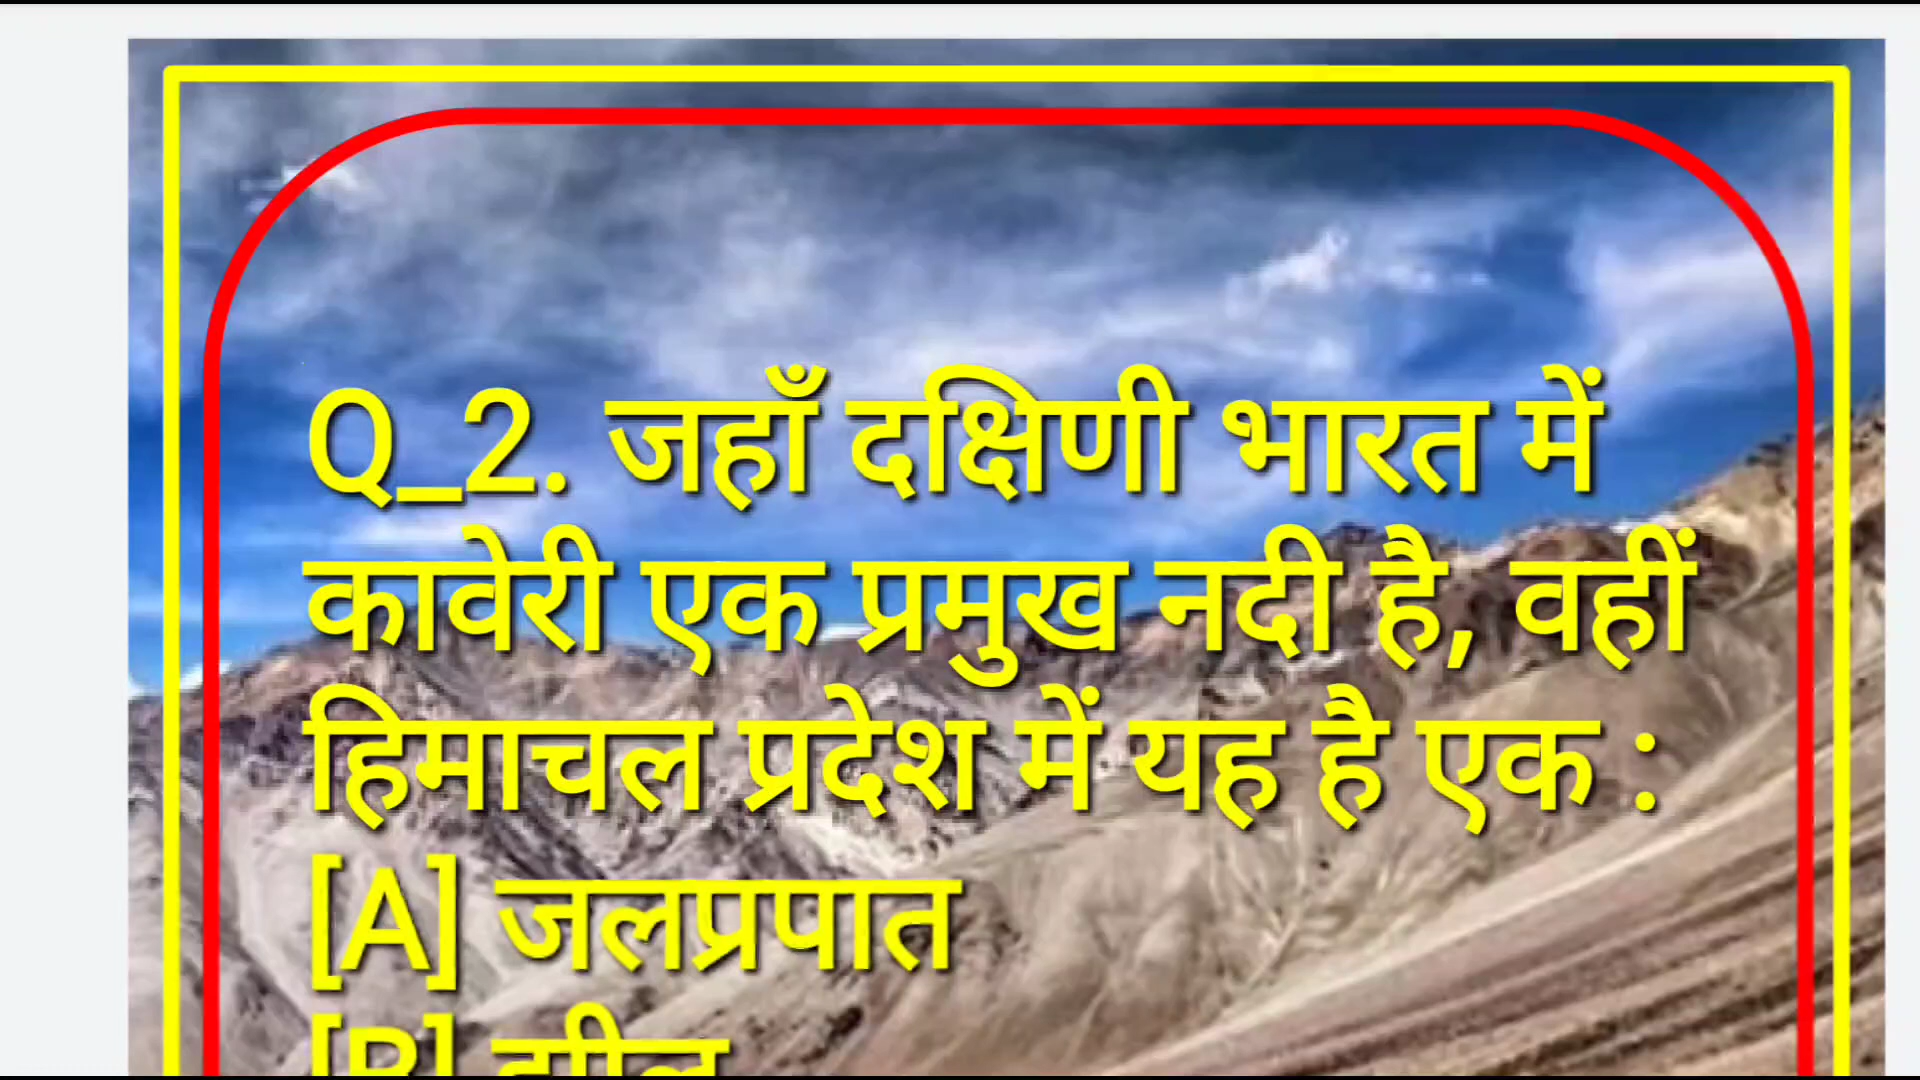 Q_2. जहाँ दक्षिणी भारत में
कावेरी एक प्रमुख नदी है, वहीं
हिमाचल प्रदेश में यह है एक :
[A] जलप्रपात
[B] झील